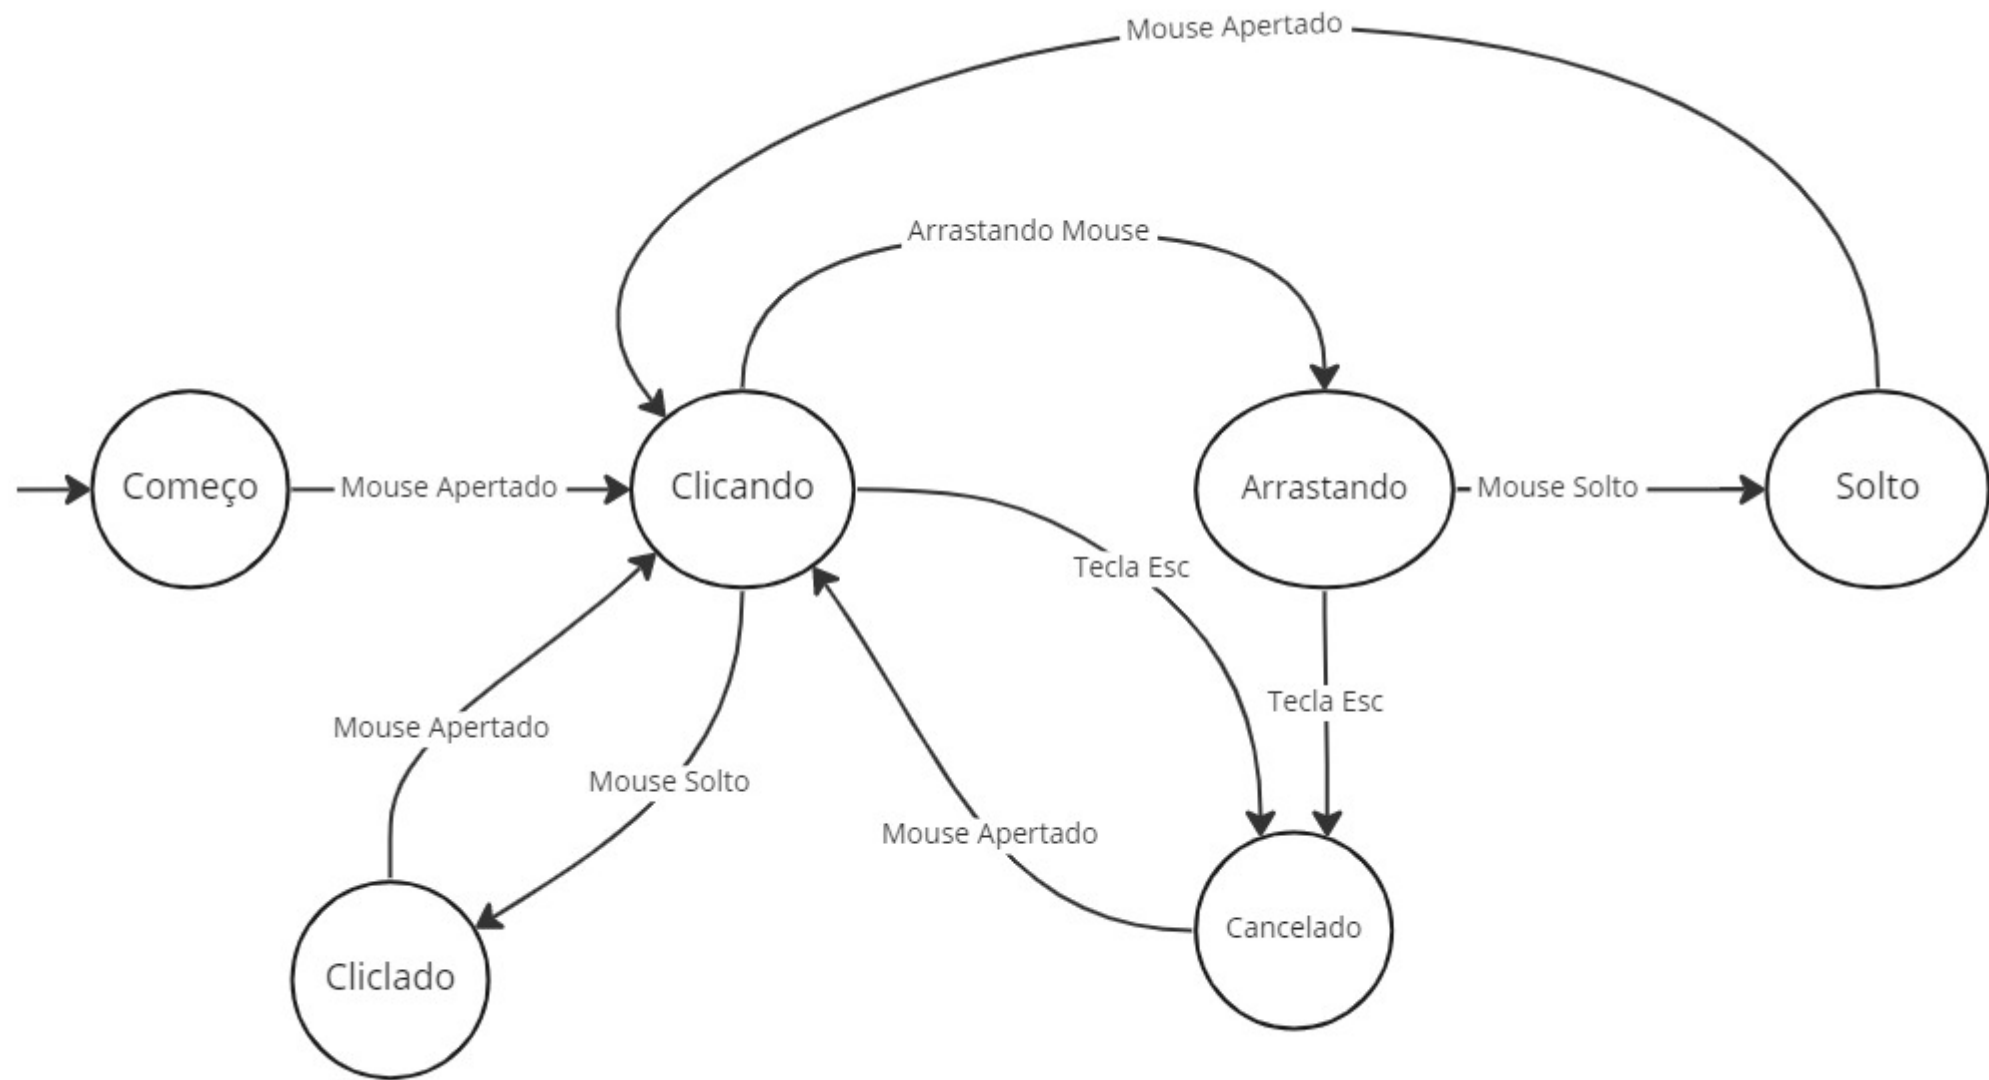 Mouse Apertado
Arrastando Mouse
Começo
Mouse Apertado
Clicando
Arrastando
Mouse Solto
Solto
Tecla Esc
Tecla Esc
Mouse Apertado
Mouse Solto
Mouse Apertado
Cancelado
Cliclado